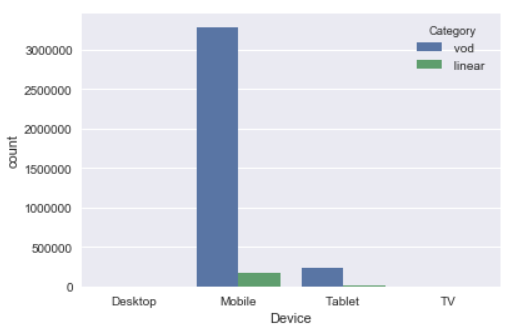 Category
vod
linear
3000000
2500000
2000000
1500000
1000000
500000
0
count
Desktop Mobile Tablet TV
Device